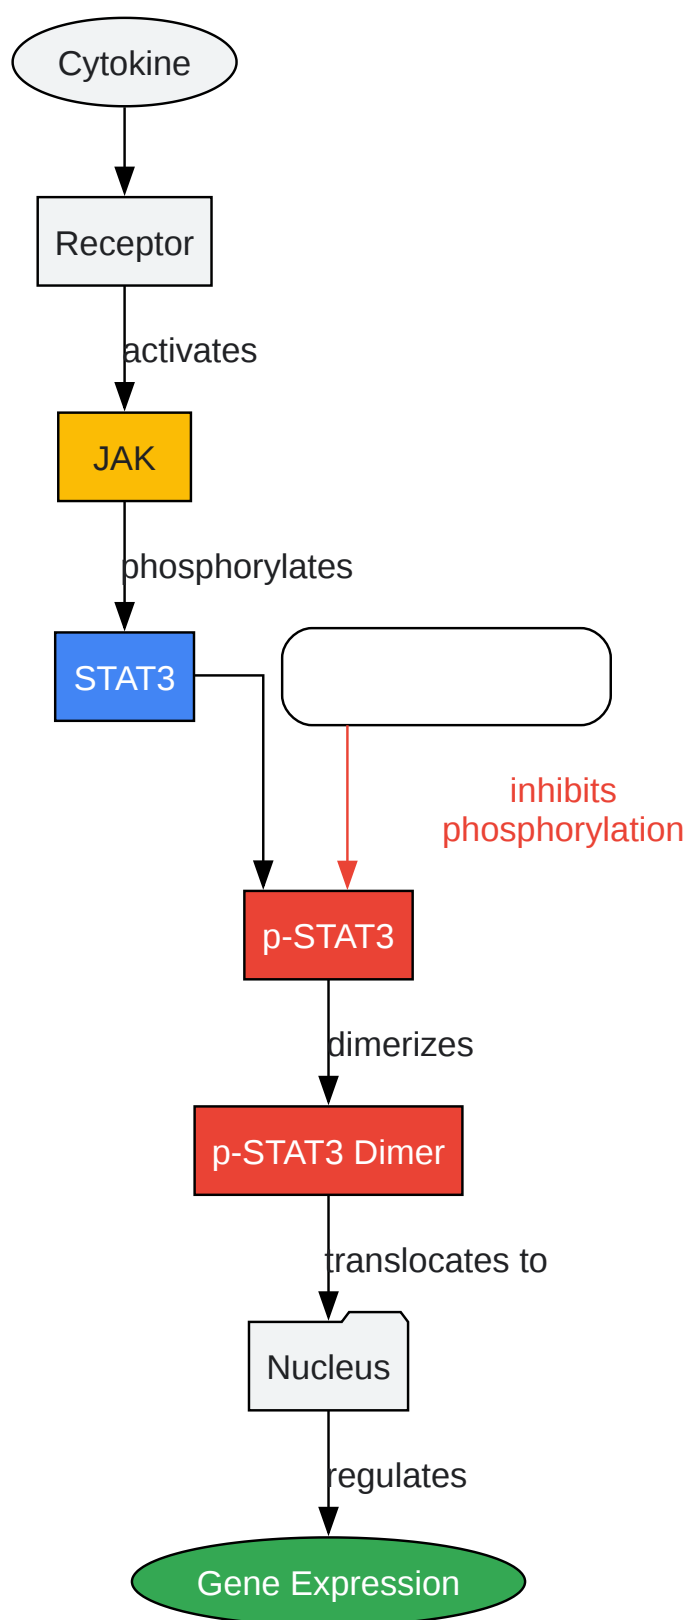 Cytokine
Receptor
activates
JAK
phosphorylates
STAT3
inhibits
phosphorylation
p-STAT3
dimerizes
p-STAT3 Dimer
translocates to
Nucleus
regulates
Gene Expression